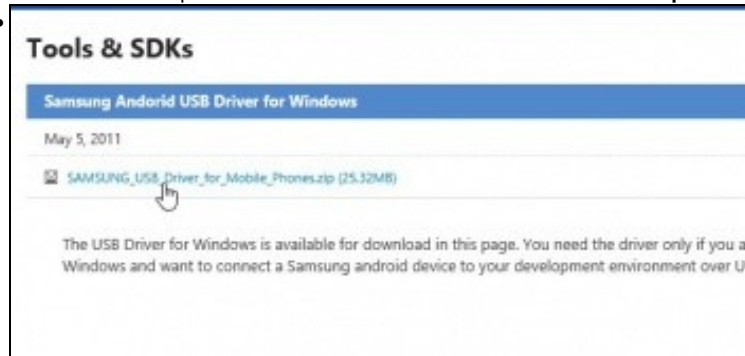 Tools & SDKs
Samsung Andorid USB Driver for Windows
May 5, 2011
SAMSUNG_USB_Driver_for_Mobile_Phones.zip (25.32MB)
The USB Driver for Windows is available for download in this page. You need the driver only if you a
Windows and want to connect a Samsung android device to your development environment over U